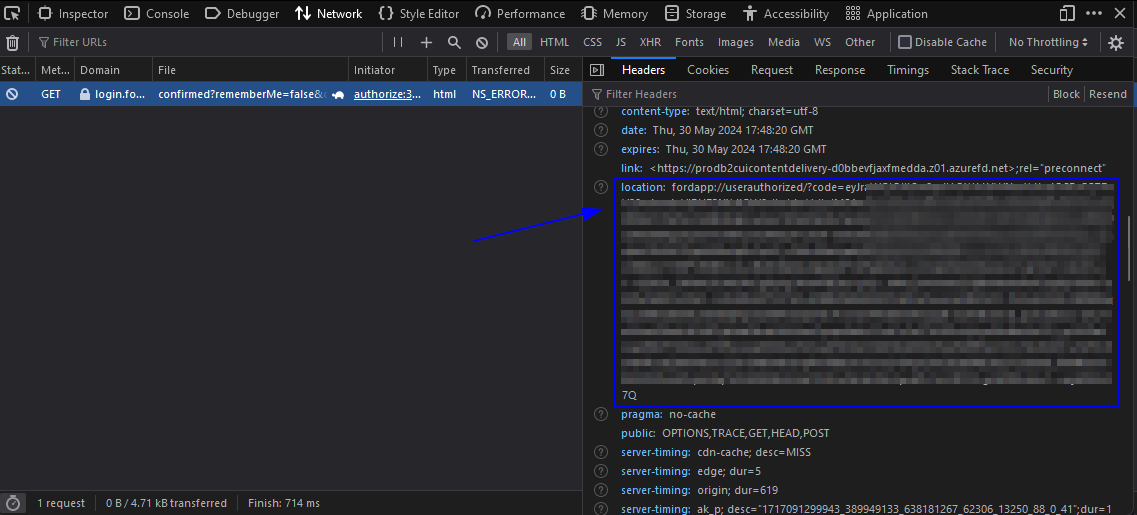 Inspector Console Debugger Network Style Editor Performance Memory Storage Accessibility Application
Filter URLs All HTML CSS JS XHR Fonts Images Media WS Other Disable Cache No Throttling
Stat... Met... Domain File Initiator Type Transferred Size
GET login.fo... confirmed?rememberMe=false& authorize:3... html NS_ERROR... 0 B
1 request 0 B / 4.71 kB transferred Finish: 714 ms
Headers Cookies Request Response Timings Stack Trace Security
Filter Headers Block Resend
content-type: text/html; charset=utf-8
date: Thu, 30 May 2024 17:48:20 GMT
expires: Thu, 30 May 2024 17:48:20 GMT
link: <https://prodb2cuicontentdelivery-d0bbevfjaxfmedda.z01.azurefd.net>;rel="preconnect"
location: fordapp://userauthorized/?code=eyJr
7Q
pragma: no-cache
public: OPTIONS,TRACE,GET,HEAD,POST
server-timing: cdn-cache; desc=MISS
server-timing: edge; dur=5
server-timing: origin; dur=619
server-timing: ak_p; desc="1717091299943_389949133_638181267_62306_13250_88_0_41";dur=1